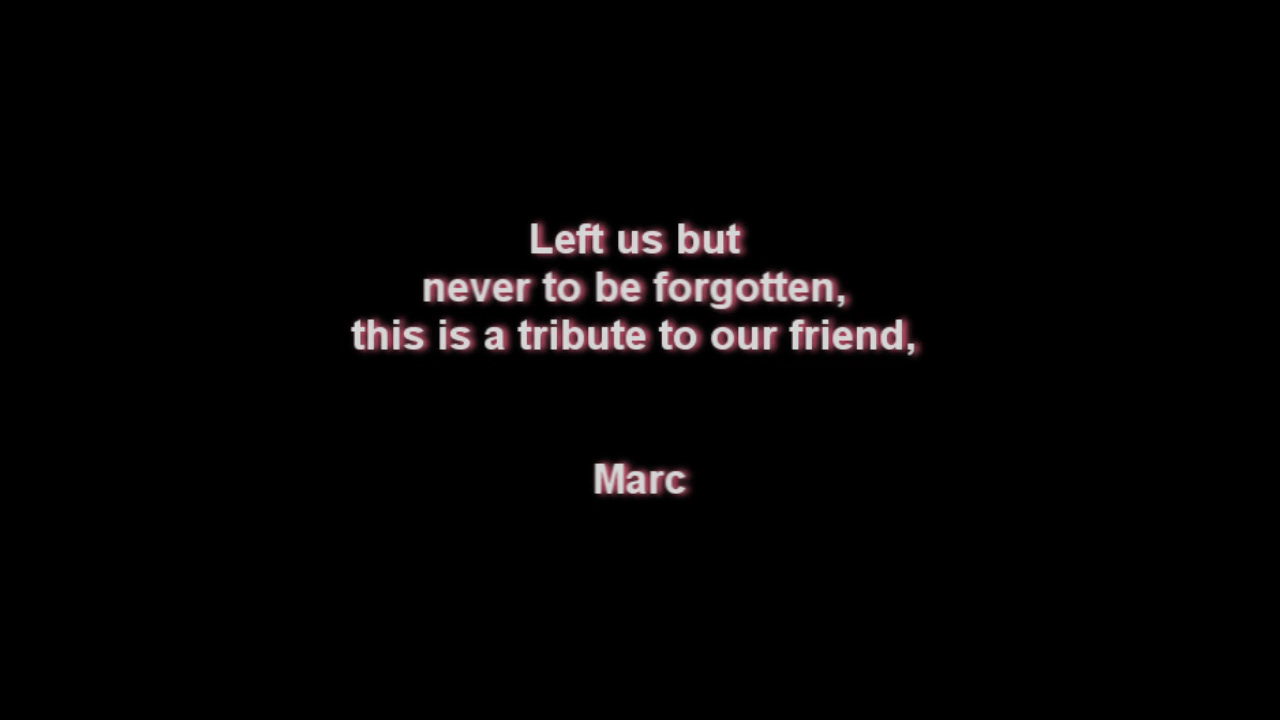 Left us but
never to be forgotten,
this is a tribute to our friend,
Marc